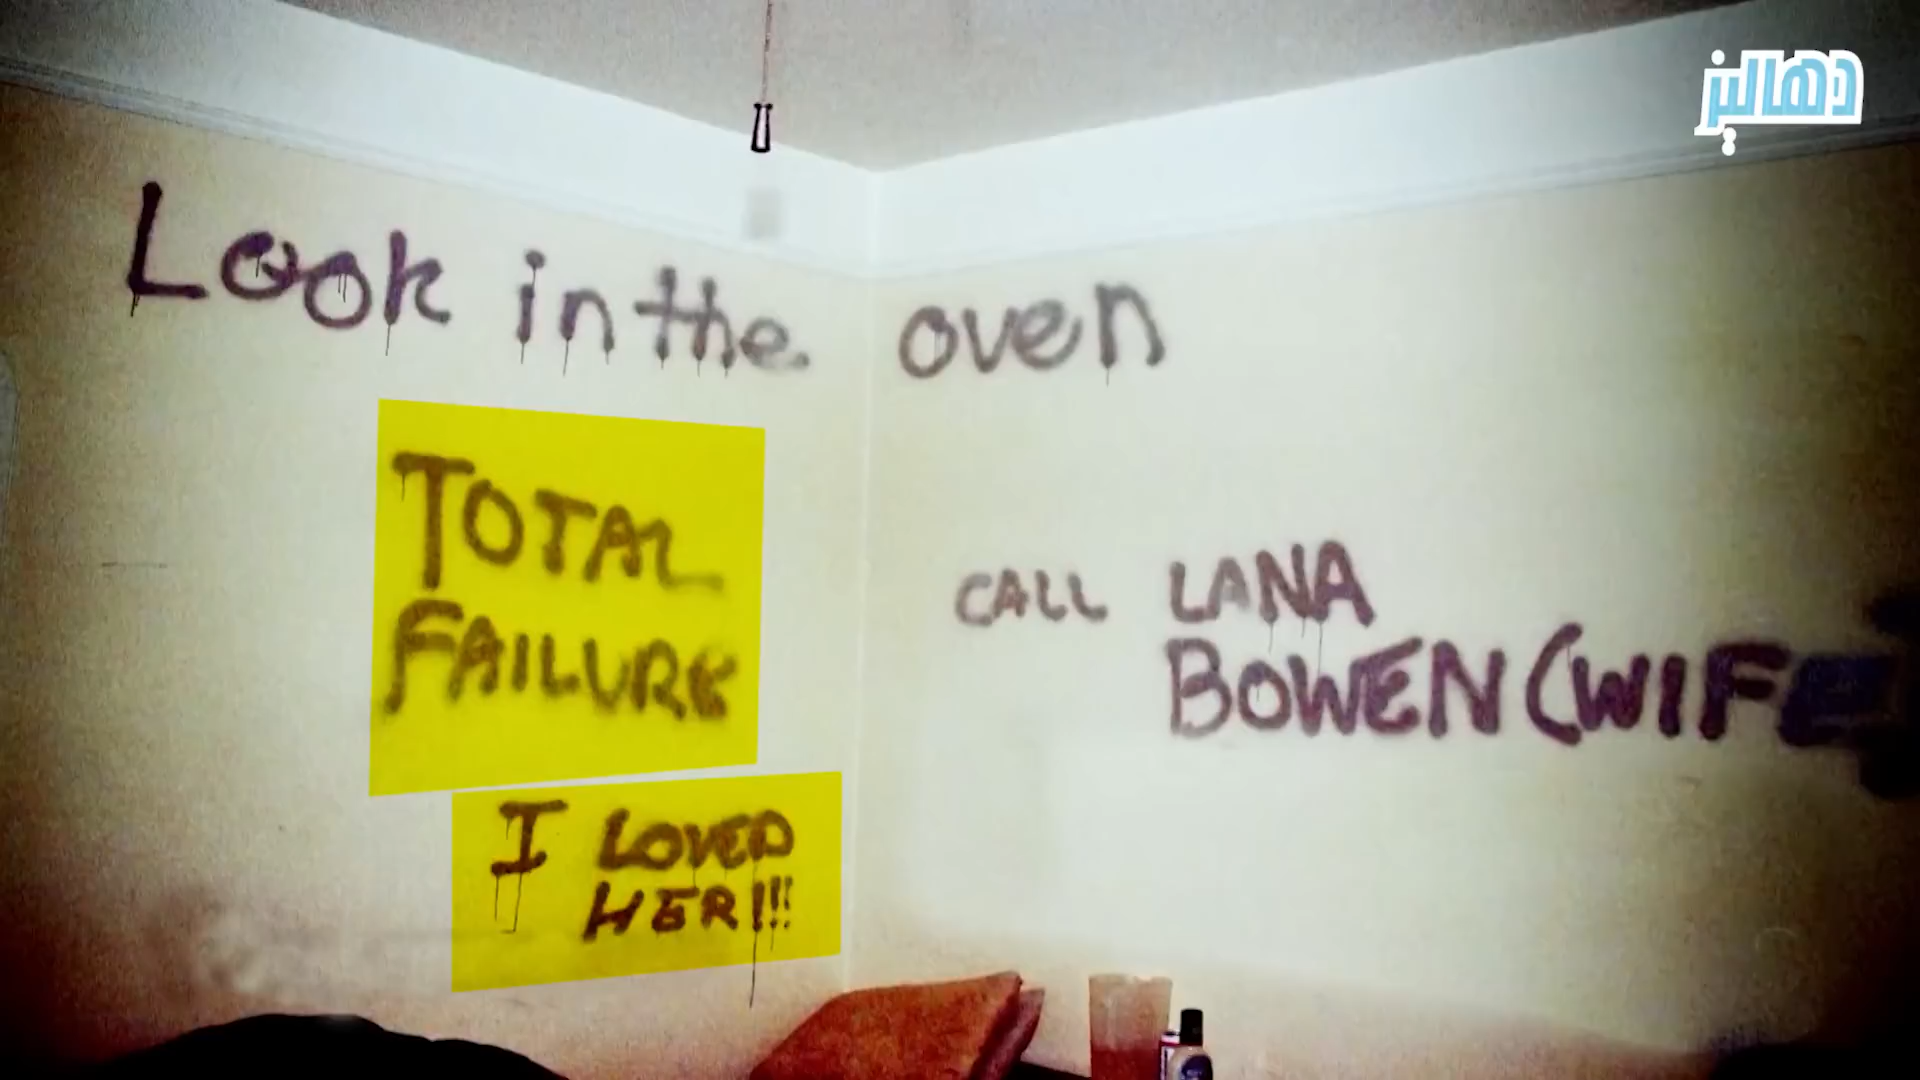 دهاليز
Look in the oven
TOTAL
FAILURE
I LOVED
HER!!!
CALL LANA
BOWEN (WIFE